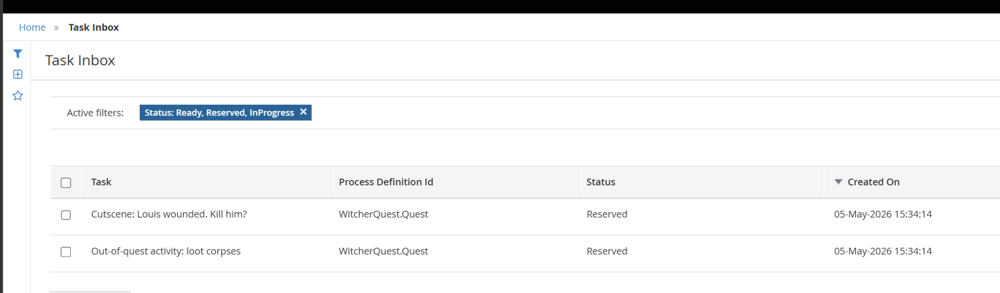 Home » Task Inbox
Task Inbox
Active filters: Status: Ready, Reserved, InProgress ×
Task Process Definition Id Status Created On
Cutscene: Louis wounded. Kill him? WitcherQuest.Quest Reserved 05-May-2026 15:34:14
Out-of-quest activity: loot corpses WitcherQuest.Quest Reserved 05-May-2026 15:34:14